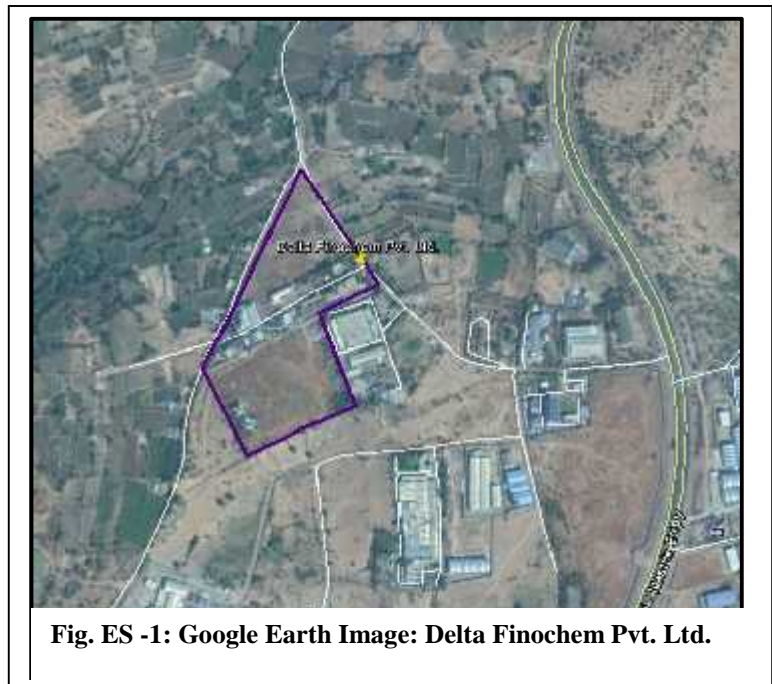 Delta Finochem Pvt. Ltd.
Fig. ES -1: Google Earth Image: Delta Finochem Pvt. Ltd.